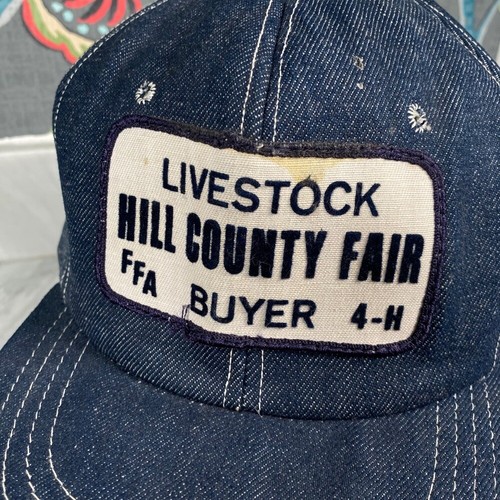 LIVESTOCK
HILL COUNTY FAIR
FFA BUYER 4-H